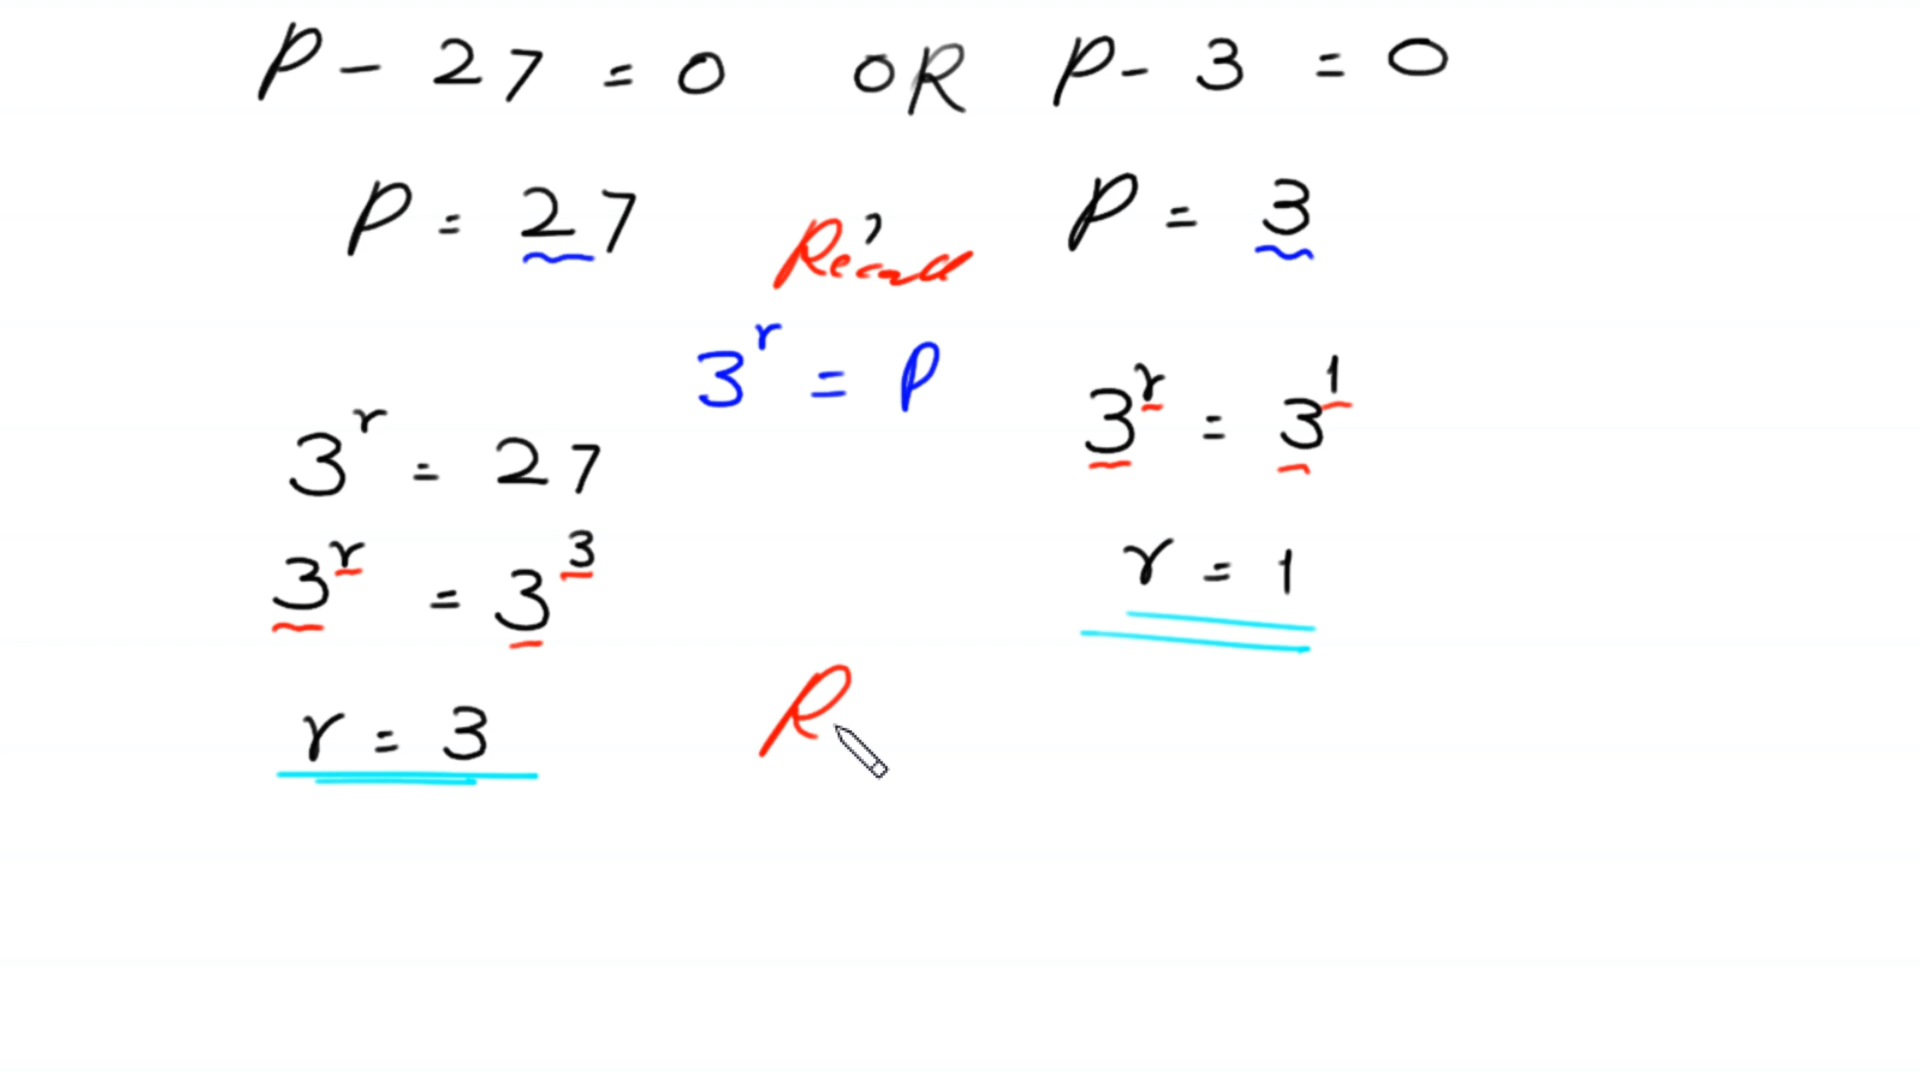 P - 27 = 0 OR P - 3 = 0
P = 27 P = 3
Recall,
3^r = P
3^r = 27 3^r = 3^1
3^r = 3^3 r = 1
r = 3 R